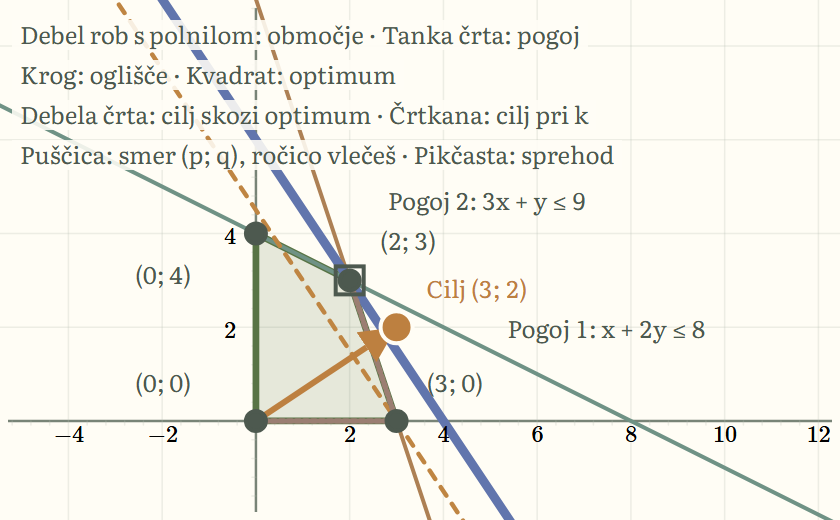 Debel rob s polnilom: območje · Tanka črta: pogoj
Krog: oglišče · Kvadrat: optimum
Debela črta: cilj skozi optimum · Črtkana: cilj pri k
Puščica: smer (p; q), ročico vlečeš · Pikčasta: sprehod
Pogoj 2: 3x + y ≤ 9
4
(2; 3)
(0; 4)
Cilj (3; 2)
2
Pogoj 1: x + 2y ≤ 8
(0; 0)
(3; 0)
−4 −2 2 4 6 8 10 12